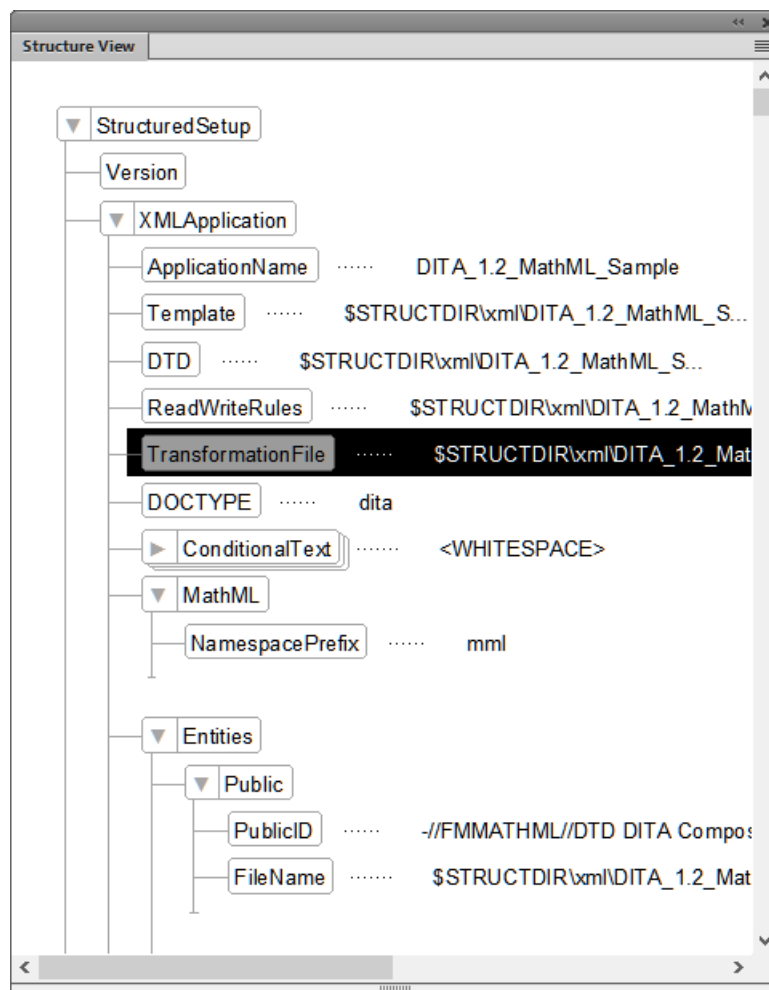 Structure View
StructuredSetup
Version
XMLApplication
ApplicationName ...... DITA_1.2_MathML_Sample
Template ...... $STRUCTDIR\xml\DITA_1.2_MathML_S...
DTD ...... $STRUCTDIR\xml\DITA_1.2_MathML_S...
ReadWriteRules ...... $STRUCTDIR\xml\DITA_1.2_Math
TransformationFile ...... $STRUCTDIR\xml\DITA_1.2_Mat
DOCTYPE ...... dita
ConditionalText ....... <WHITESPACE>
MathML
NamespacePrefix ...... mml
Entities
Public
PublicID ...... -//FMMATHML//DTD DITA Compos
FileName ....... $STRUCTDIR\xml\DITA_1.2_Mat